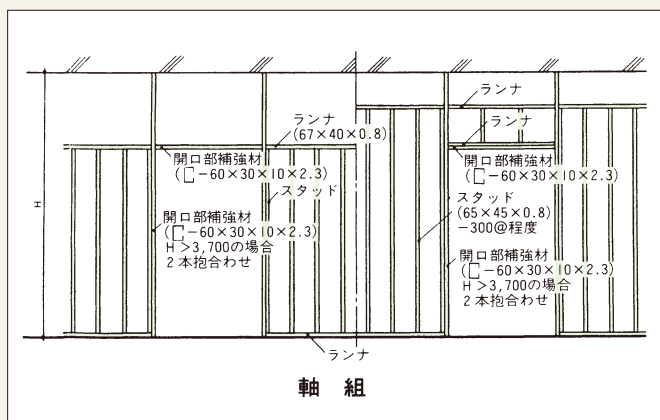 ランナ
ランナ
(67×40×0.8)
ランナ
開口部補強材
(［－60×30×10×2.3)
開口部補強材
(［－60×30×10×2.3)
スタッド
スタッド
(65×45×0.8)
－300@程度
H
開口部補強材
(［－60×30×10×2.3)
H＞3,700の場合
2本抱合わせ
開口部補強材
(［－60×30×10×2.3)
H＞3,700の場合
2本抱合わせ
ランナ
軸 組